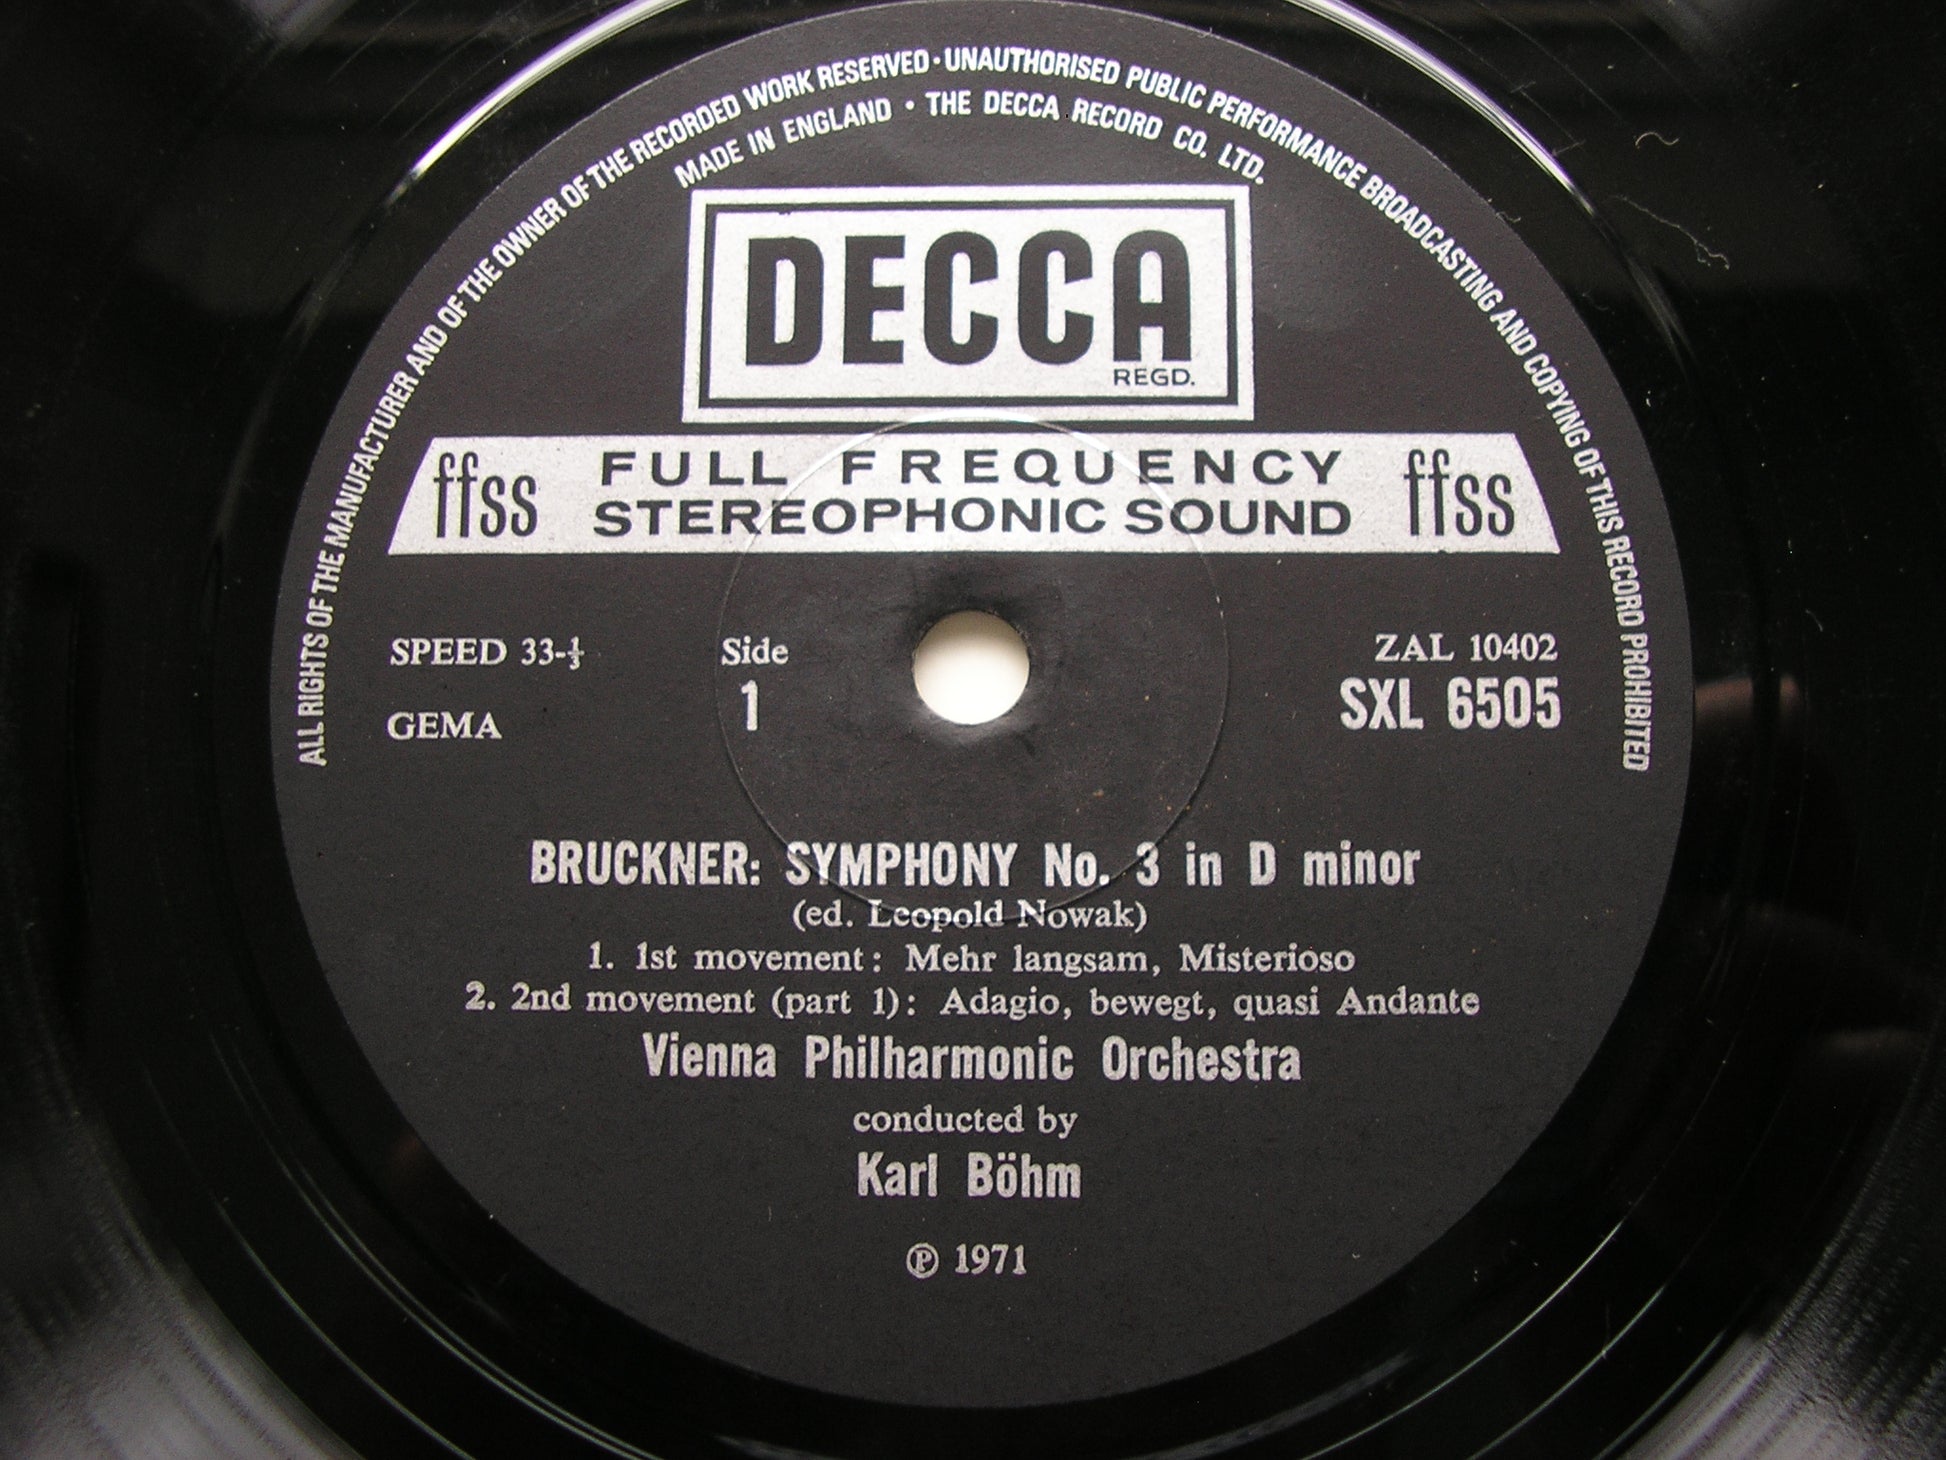 ALL RIGHTS OF THE MANUFACTURER AND OF THE OWNER OF THE RECORDED WORK RESERVED · UNAUTHORISED PUBLIC PERFORMANCE BROADCASTING AND COPYING OF THIS RECORD PROHIBITED
MADE IN ENGLAND · THE DECCA RECORD CO. LTD.
DECCA
REGD.
ffss FULL FREQUENCY STEREOPHONIC SOUND ffss
SPEED 33-⅓ Side ZAL 10402
GEMA 1 SXL 6505
BRUCKNER: SYMPHONY No. 3 in D minor
(ed. Leopold Nowak)
1. 1st movement: Mehr langsam, Misterioso
2. 2nd movement (part 1): Adagio, bewegt, quasi Andante
Vienna Philharmonic Orchestra
conducted by
Karl Böhm
℗ 1971